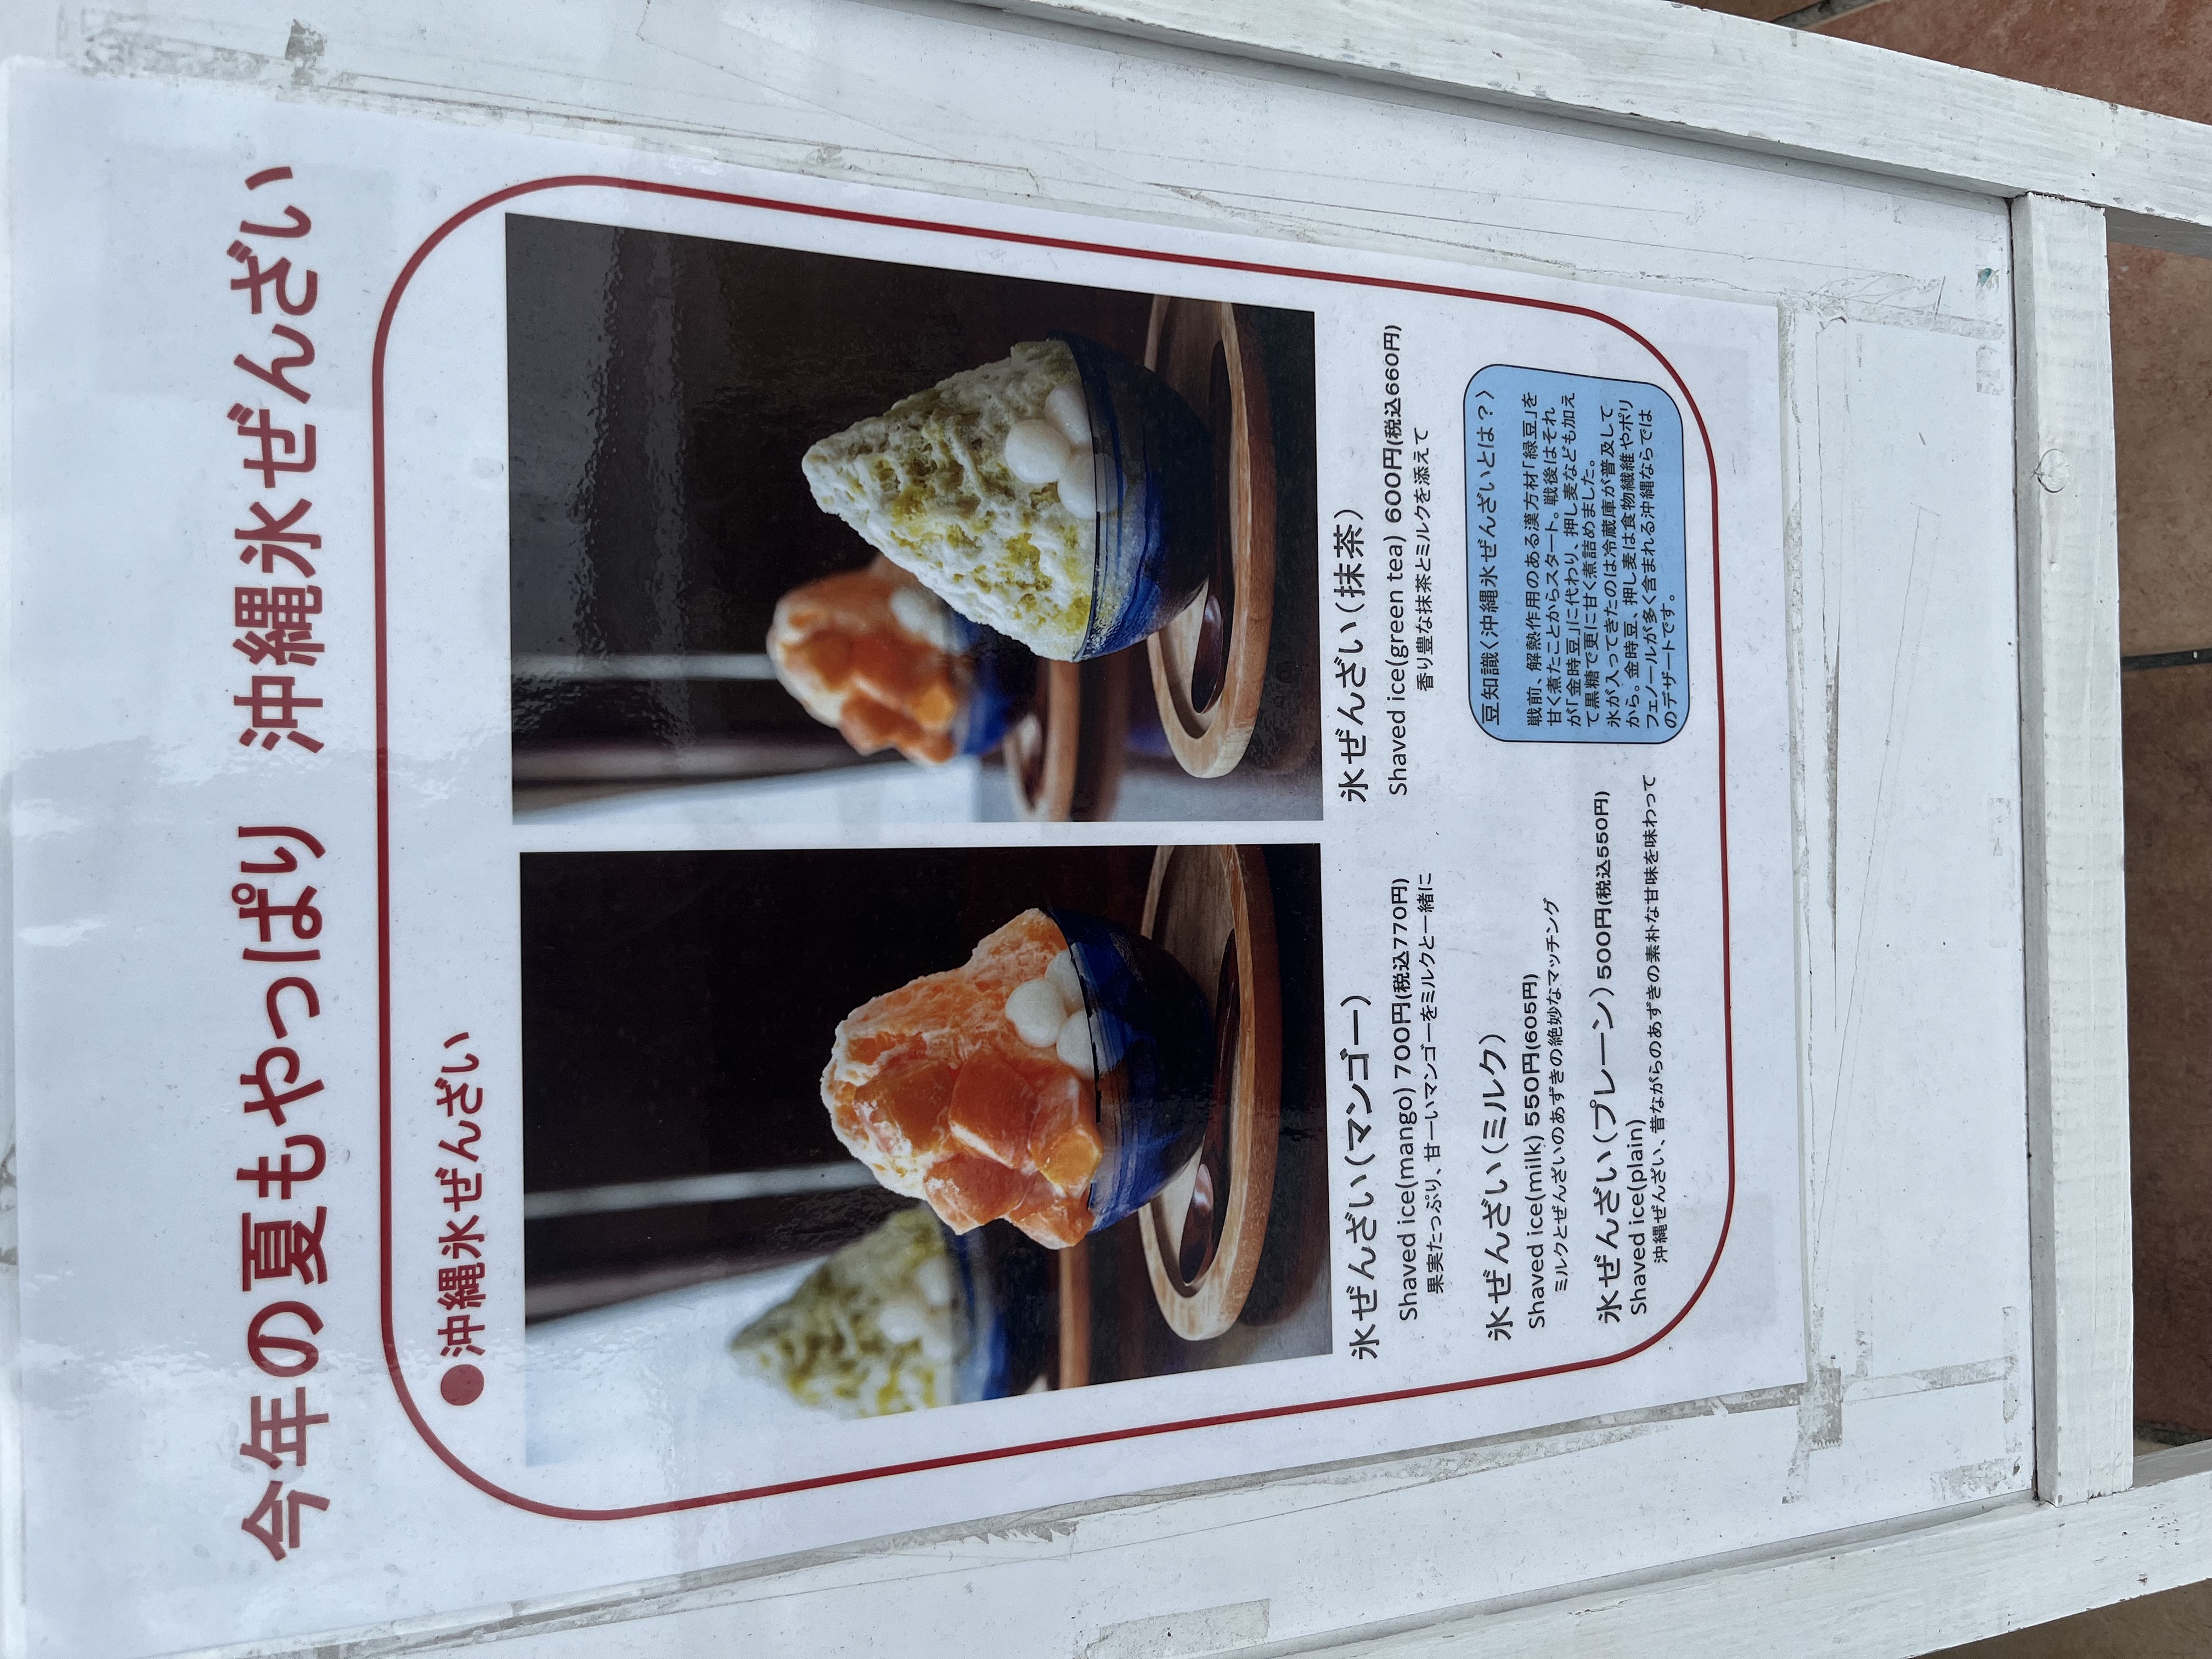 今年の夏もやっぱり　沖縄氷ぜんざい
●沖縄氷ぜんざい
氷ぜんざい（マンゴー）
Shaved ice(mango) 700円(税込770円)
果実たっぷり、甘ーいマンゴーをミルクと一緒に
氷ぜんざい（抹茶）
Shaved ice(green tea) 600円(税込660円)
香り豊な抹茶とミルクを添えて
氷ぜんざい（ミルク）
Shaved ice(milk) 550円(605円)
ミルクとぜんざいのあずきの絶妙なマッチング
氷ぜんざい（プレーン）500円(税込550円)
Shaved ice(plain)
沖縄ぜんざい、昔ながらのあずきの素朴な甘味を味わって
豆知識〈沖縄氷ぜんざいとは？〉
戦前、解熱作用のある漢方材「緑豆」を
甘く煮たことからスタート。戦後はそれ
が「金時豆」に代わり、押し麦なども加え
て黒糖で更に甘く煮詰めました。
氷が入ってきたのは冷蔵庫が普及して
から。金時豆、押し麦は食物繊維やポリ
フェノールが多く含まれる沖縄ならでは
のデザートです。